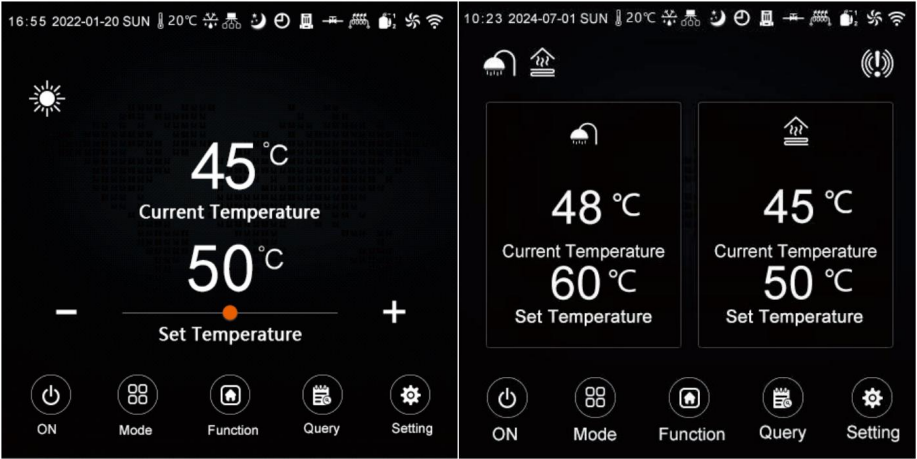 16:55 2022-01-20 SUN 20℃
45℃
Current Temperature
50℃
− +
Set Temperature
ON Mode Function Query Setting
10:23 2024-07-01 SUN 20℃
48℃
Current Temperature
60℃
Set Temperature
45℃
Current Temperature
50℃
Set Temperature
ON Mode Function Query Setting